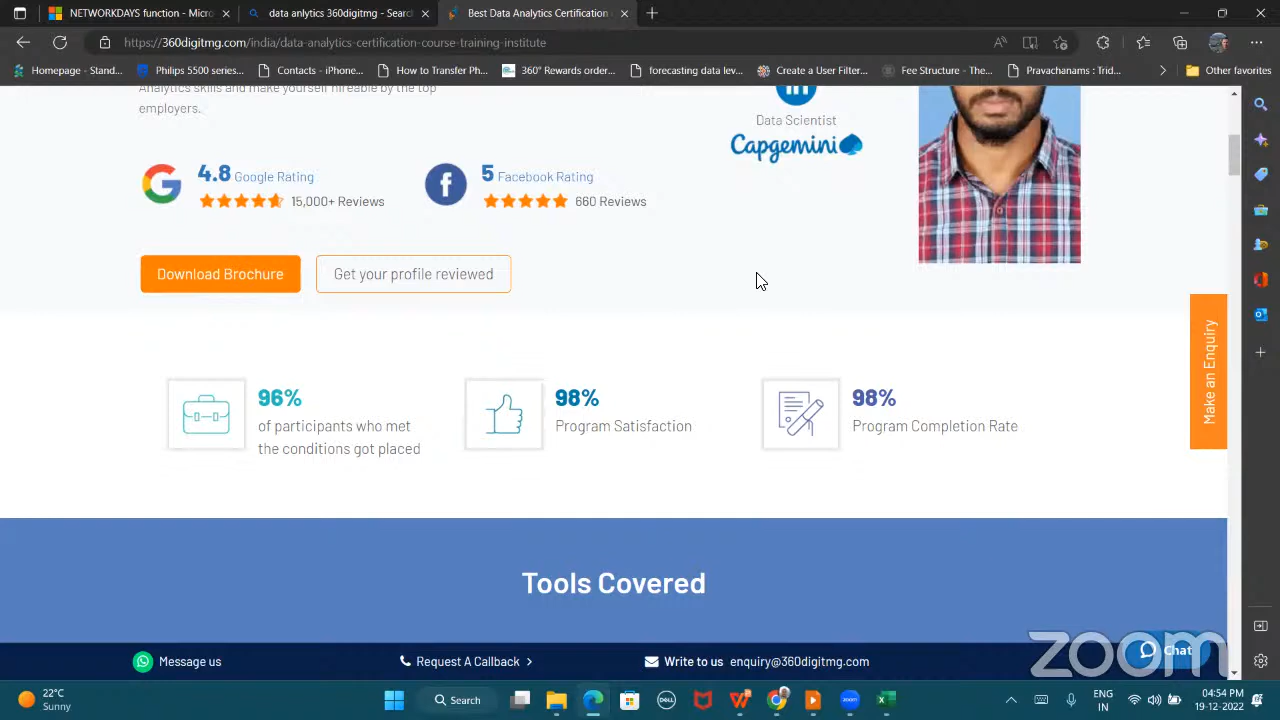 NETWORKDAYS function - Micro
data anlytics 360digitmg - Search
Best Data Analytics Certification
https://360digitmg.com/india/data-analytics-certification-course-training-institute
Homepage - Stand...
Philips 5500 series...
Contacts - iPhone...
How to Transfer Ph...
360° Rewards order...
forecasting data lev...
Create a User Filter...
Fee Structure - The...
Pravachanams : Trid...
Other favorites
Analytics skills and make yourself hireable by the top
employers.
Data Scientist
Capgemini
4.8 Google Rating
15,000+ Reviews
5 Facebook Rating
660 Reviews
Download Brochure
Get your profile reviewed
Make an Enquiry
96%
of participants who met
the conditions got placed
98%
Program Satisfaction
98%
Program Completion Rate
Tools Covered
Message us
Request A Callback
Write to us enquiry@360digitmg.com
Chat
zoom
22°C
Sunny
Search
ENG
IN
04:54 PM
19-12-2022